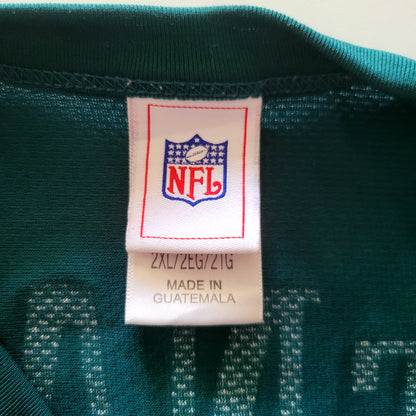 NFL
2XL/2EG/2TG
MADE IN
GUATEMALA